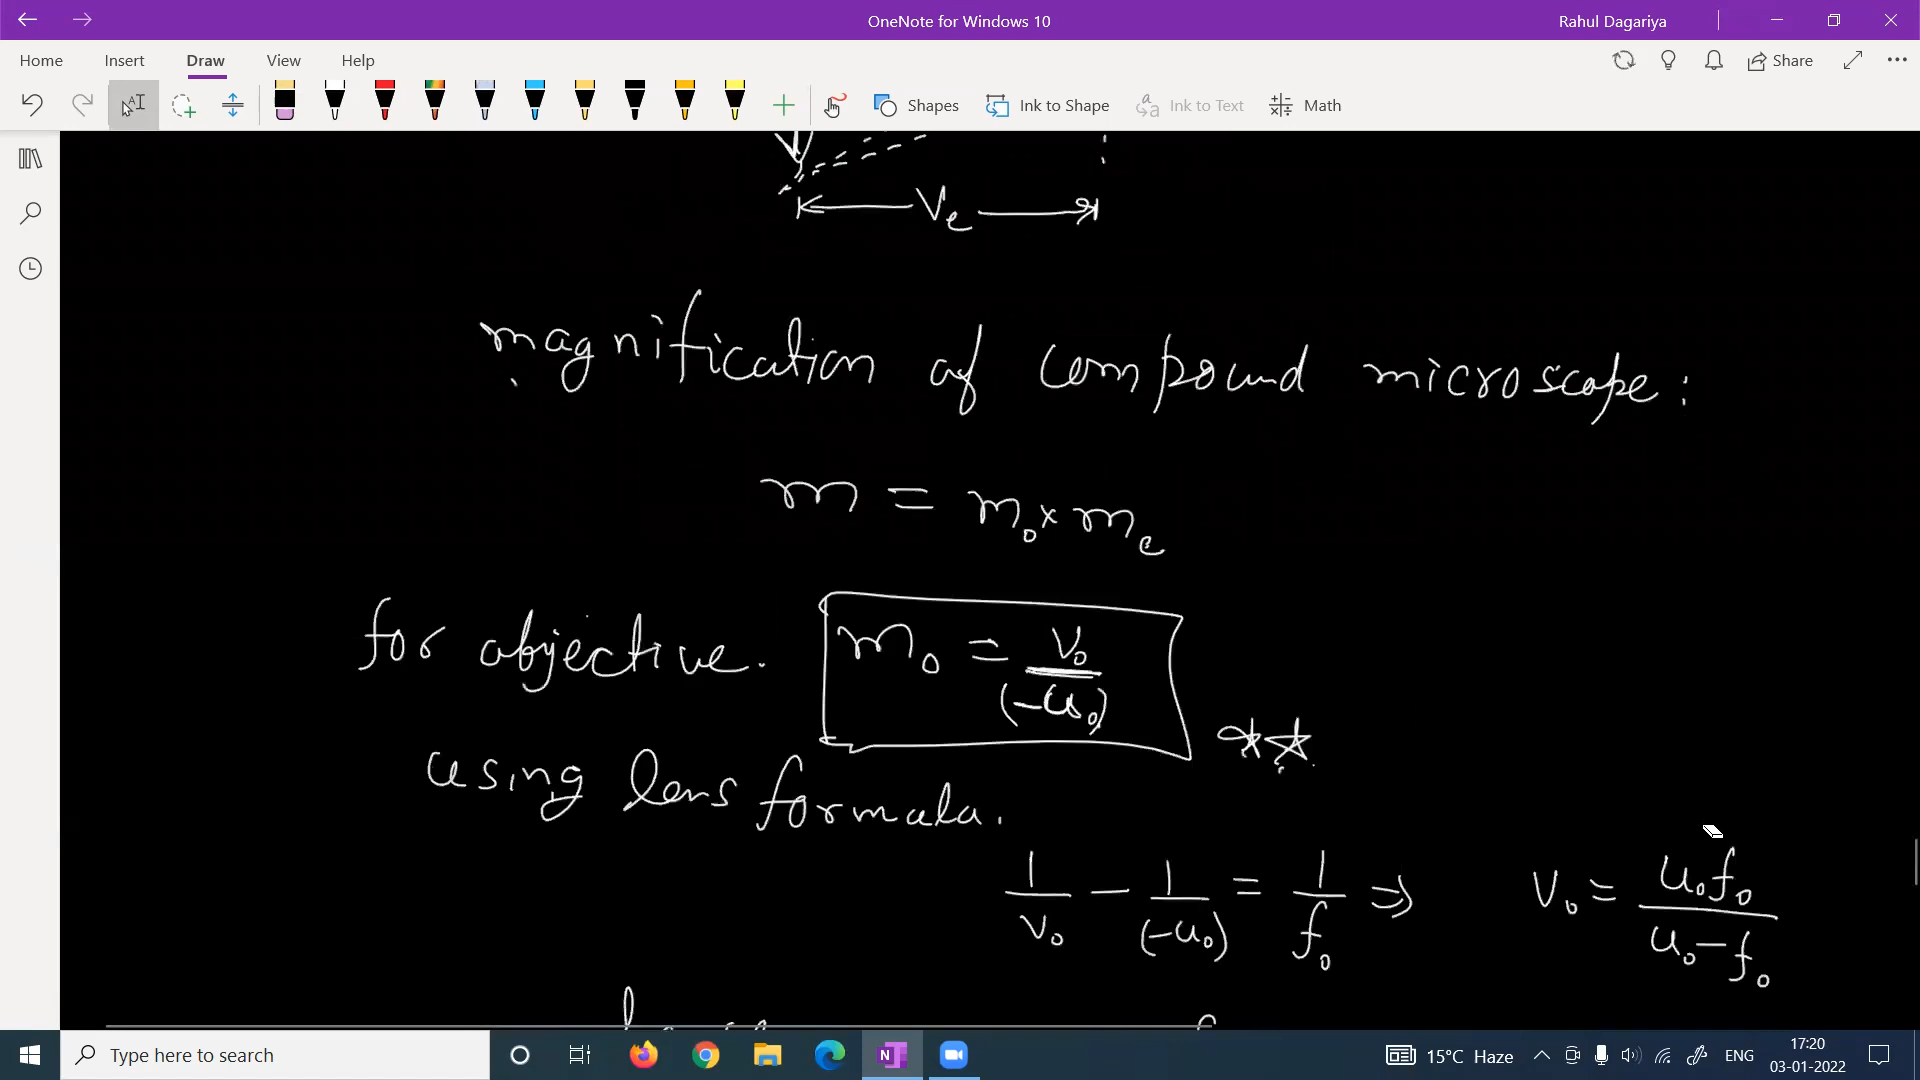 OneNote for Windows 10
Rahul Dagariya
Home Insert Draw View Help
Share
Shapes Ink to Shape Ink to Text Math
Ve
magnification of compound microscope:
m = mo × me
for objective. mo = vo/(-uo)
using lens formula.
1/vo - 1/(-uo) = 1/fo ⇒ vo = uofo/(uo - fo)
Type here to search
15°C Haze
ENG
17:20
03-01-2022